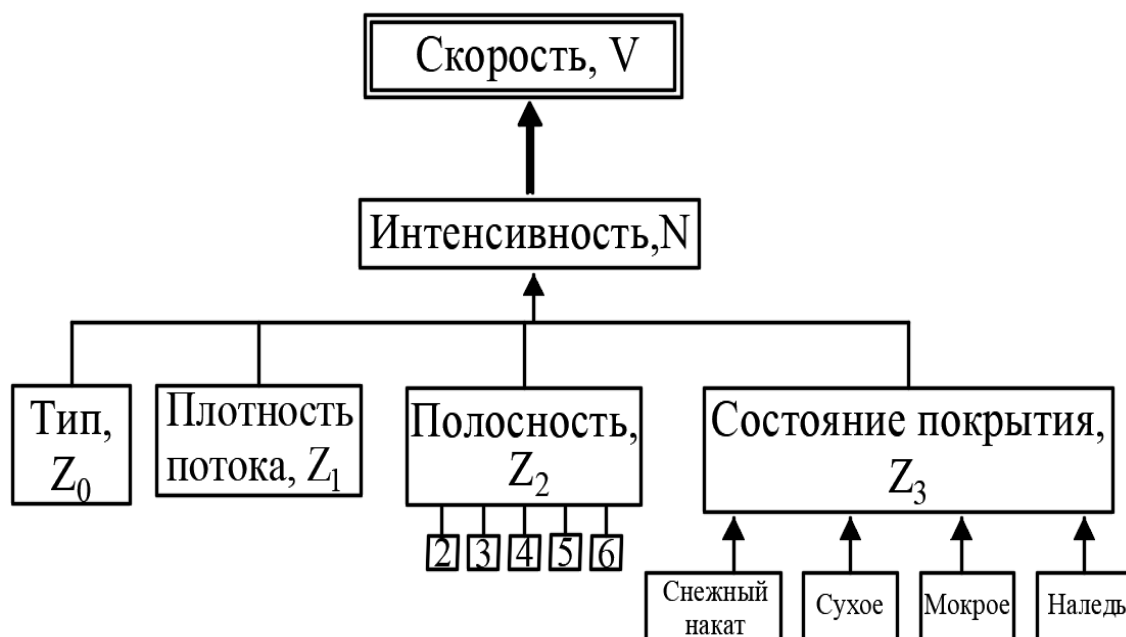 Скорость, V
Интенсивность,N
Тип,
Z0
Плотность
потока, Z1
Полосность,
Z2
Состояние покрытия,
Z3
2
3
4
5
6
Снежный
накат
Сухое
Мокрое
Наледь